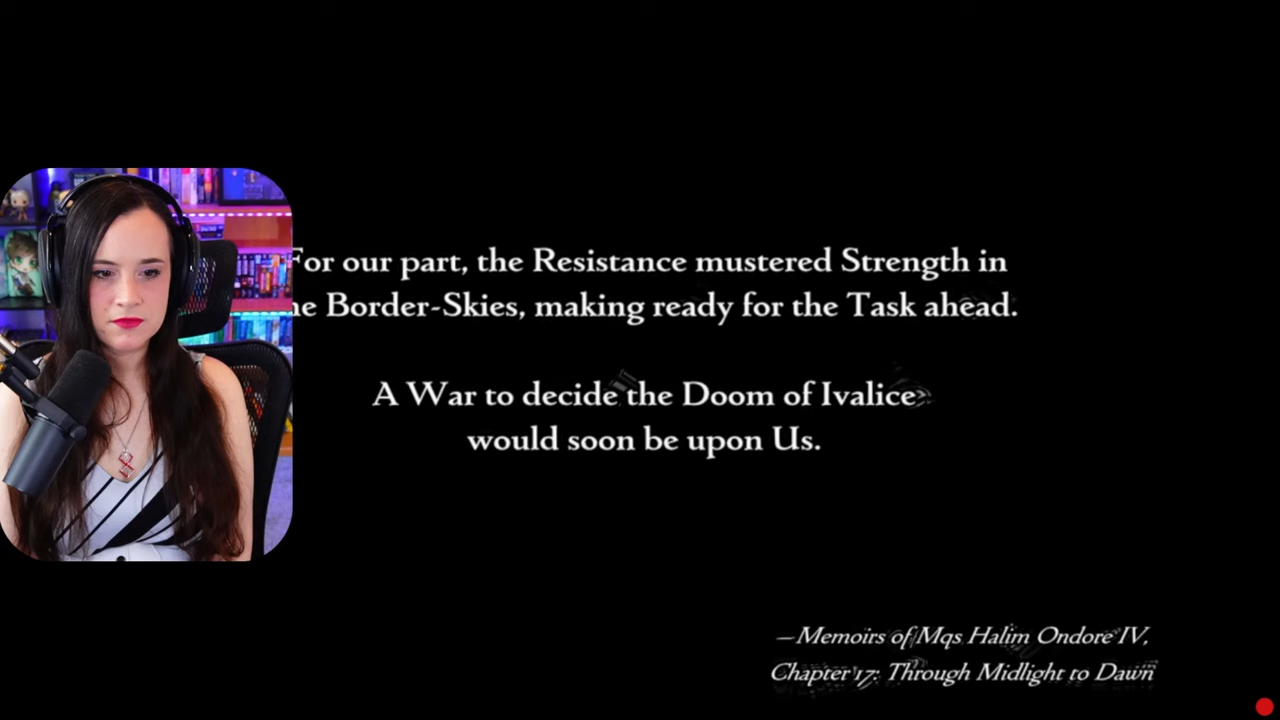 For our part, the Resistance mustered Strength in
he Border-Skies, making ready for the Task ahead.
A War to decide the Doom of Ivalice
would soon be upon Us.
—Memoirs of Mqs Halim Ondore IV,
Chapter 17: Through Midlight to Dawn